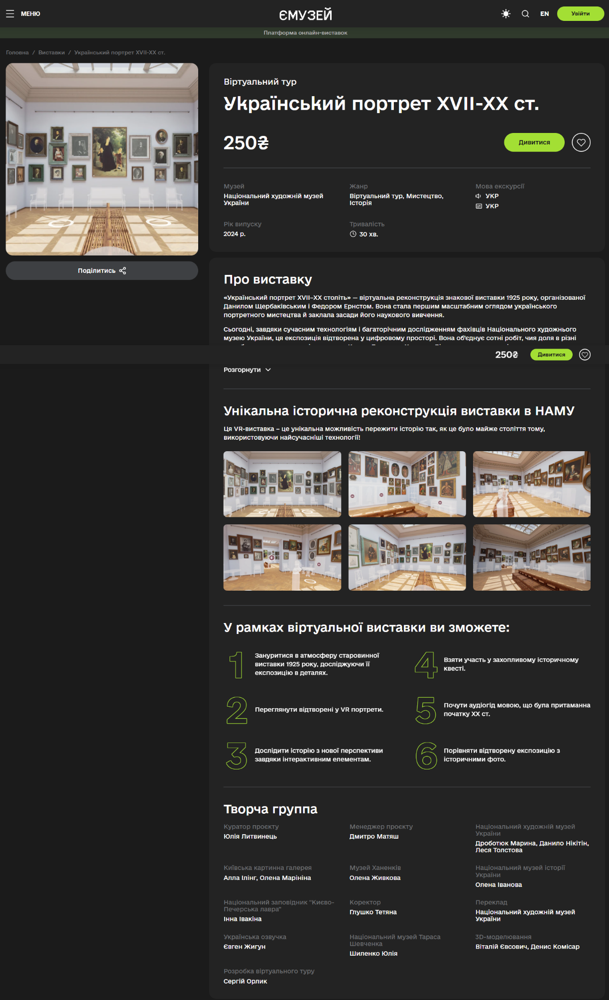 МЕНЮ
ЄМУЗЕЙ
EN
Увійти
Платформа онлайн-виставок
Головна / Виставки / Український портрет XVII-XX ст.
Віртуальний тур
Український портрет XVII-XX ст.
250₴
Дивитися
Музей
Національний художній музей
України
Жанр
Віртуальний тур, Мистецтво,
Історія
Мова екскурсії
УКР
УКР
Рік випуску
2024 р.
Тривалість
30 хв.
Поділитись
Про виставку
«Український портрет XVII–XX століть» — віртуальна реконструкція знакової виставки 1925 року, організованої
Данилом Щербаківським і Федором Ернстом. Вона стала першим масштабним оглядом українського
портретного мистецтва й заклала засади його наукового вивчення.
Сьогодні, завдяки сучасним технологіям і багаторічним дослідженням фахівців Національного художнього
музею України, ця експозиція відтворена у цифровому просторі. Вона об'єднує сотні робіт, чия доля в різні
250₴
Дивитися
Розгорнути
Унікальна історична реконструкція виставки в НАМУ
Ця VR-виставка – це унікальна можливість пережити історію так, як це було майже століття тому,
використовуючи найсучасніші технології!
У рамках віртуальної виставки ви зможете:
1
Зануритися в атмосферу старовинної
виставки 1925 року, досліджуючи її
експозицію в деталях.
2
Переглянути відтворені у VR портрети.
3
Дослідити історію з нової перспективи
завдяки інтерактивним елементам.
4
Взяти участь у захопливому історичному
квесті.
5
Почути аудіогід мовою, що була притаманна
початку XX ст.
6
Порівняти відтворену експозицію з
історичними фото.
Творча группа
Куратор проєкту
Юлія Литвинець
Менеджер проєкту
Дмитро Матяш
Національний художній музей
України
Дроботюк Марина, Данило Нікітін,
Леся Толстова
Київська картинна галерея
Алла Ілінг, Олена Марініна
Музей Ханенків
Олена Живкова
Національний музей історії
України
Олена Іванова
Національний заповідник "Києво-
Печерська лавра"
Інна Івакіна
Коректор
Глушко Тетяна
Переклад
Національний художній музей
України
Українська озвучка
Євген Жигун
Національний музей Тараса
Шевченка
Шиленко Юлія
3D-моделювання
Віталій Євсович, Денис Комісар
Розробка віртуального туру
Сергій Орлик